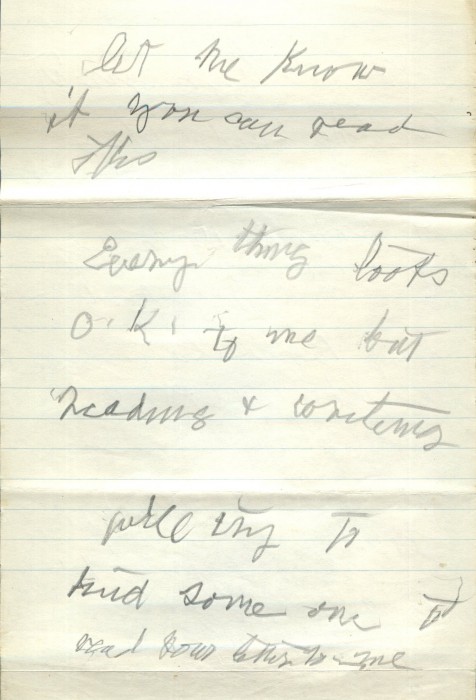 let me know
if you can read
this
Every thing looks
O.K. to me but
reading & writing
will try to
find some one to
read your letter to me